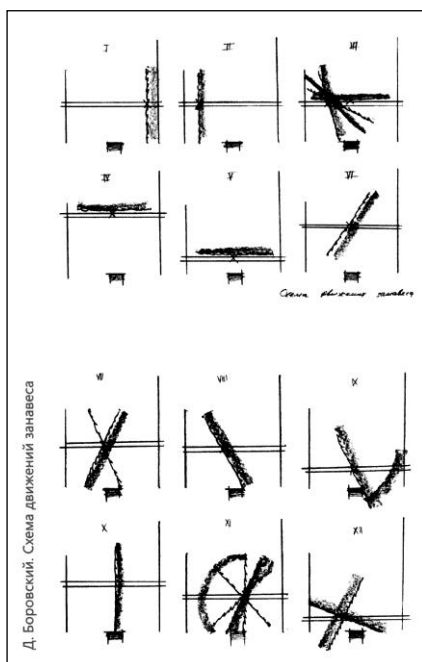 I
II
III
IV
V
VI
Схема движения занавеса
VII
VIII
IX
X
XI
XII
Д. Боровский. Схема движений занавеса